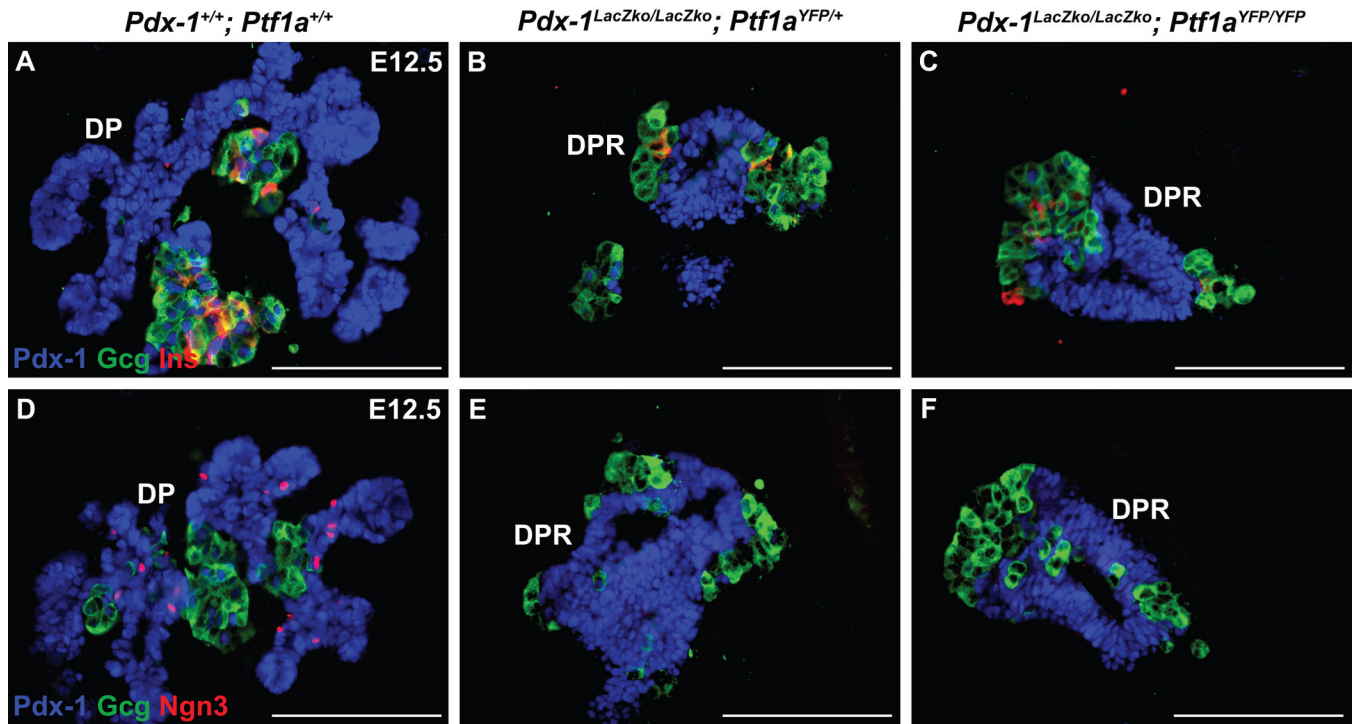 Pdx-1+/+; Ptf1a+/+ Pdx-1LacZko/LacZko; Ptf1aYFP/+ Pdx-1LacZko/LacZko; Ptf1aYFP/YFP
A E12.5 B C
DP
DPR
DPR
Pdx-1 Gcg Ins
D E12.5 E F
DP
DPR
DPR
Pdx-1 Gcg Ngn3